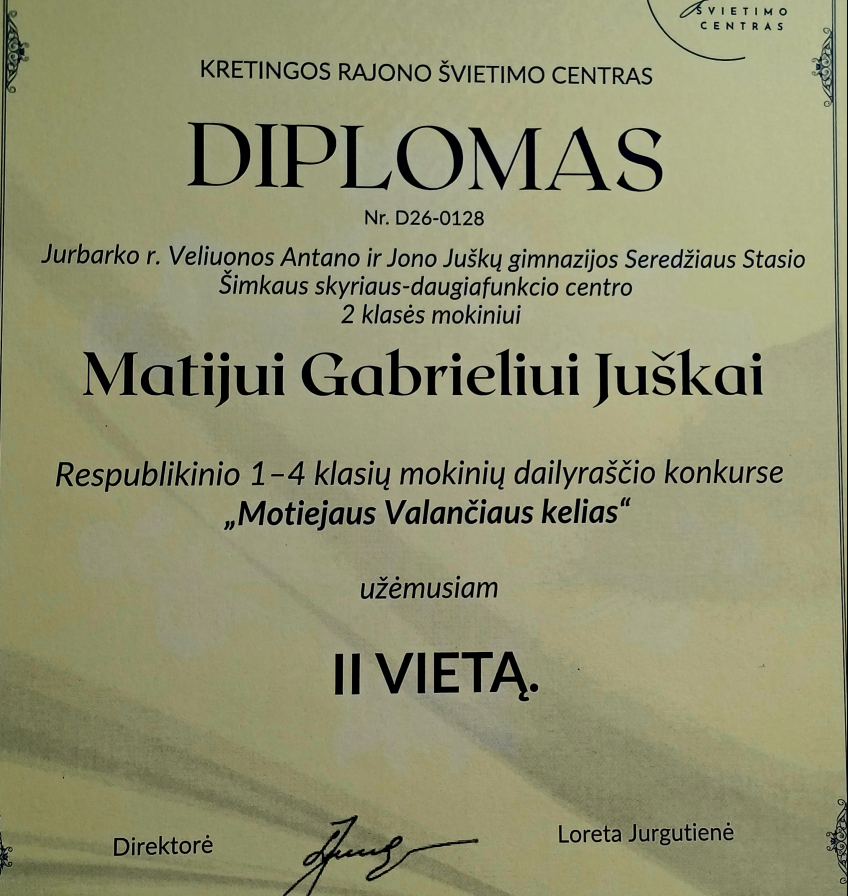 ŠVIETIMO
CENTRAS
KRETINGOS RAJONO ŠVIETIMO CENTRAS
DIPLOMAS
Nr. D26-0128
Jurbarko r. Veliuonos Antano ir Jono Juškų gimnazijos Seredžiaus Stasio
Šimkaus skyriaus-daugiafunkcio centro
2 klasės mokiniui
Matijui Gabrieliui Juškai
Respublikinio 1–4 klasių mokinių dailyraščio konkurse
„Motiejaus Valančiaus kelias“
užėmusiam
II VIETĄ.
Direktorė
Loreta Jurgutienė